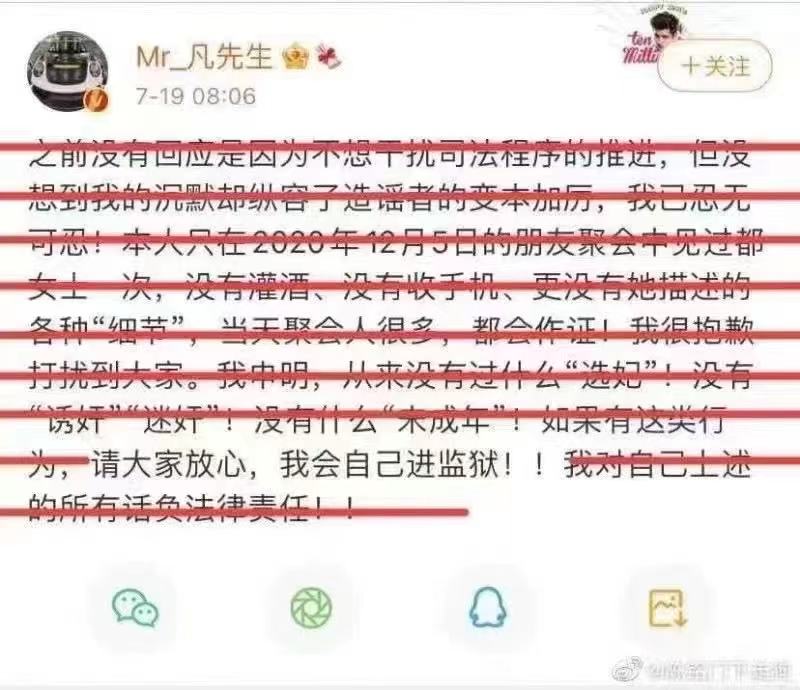 Mr_凡先生
7-19 08:06
+关注
之前没有回应是因为不想干扰司法程序的推进，但没
想到我的沉默却纵容了造谣者的变本加厉，我已忍无
可忍！本人只在2020年12月5日的朋友聚会中见过都
女士一次，没有灌酒、没有收手机、更没有她描述的
各种“细节”，当天聚会人很多，都会作证！我很抱歉
打扰到大家。我申明，从来没有过什么“选妃”！没有
“诱奸”“迷奸”！没有什么“未成年”！如果有这类行
为，请大家放心，我会自己进监狱！！我对自己上述
的所有话负法律责任！！